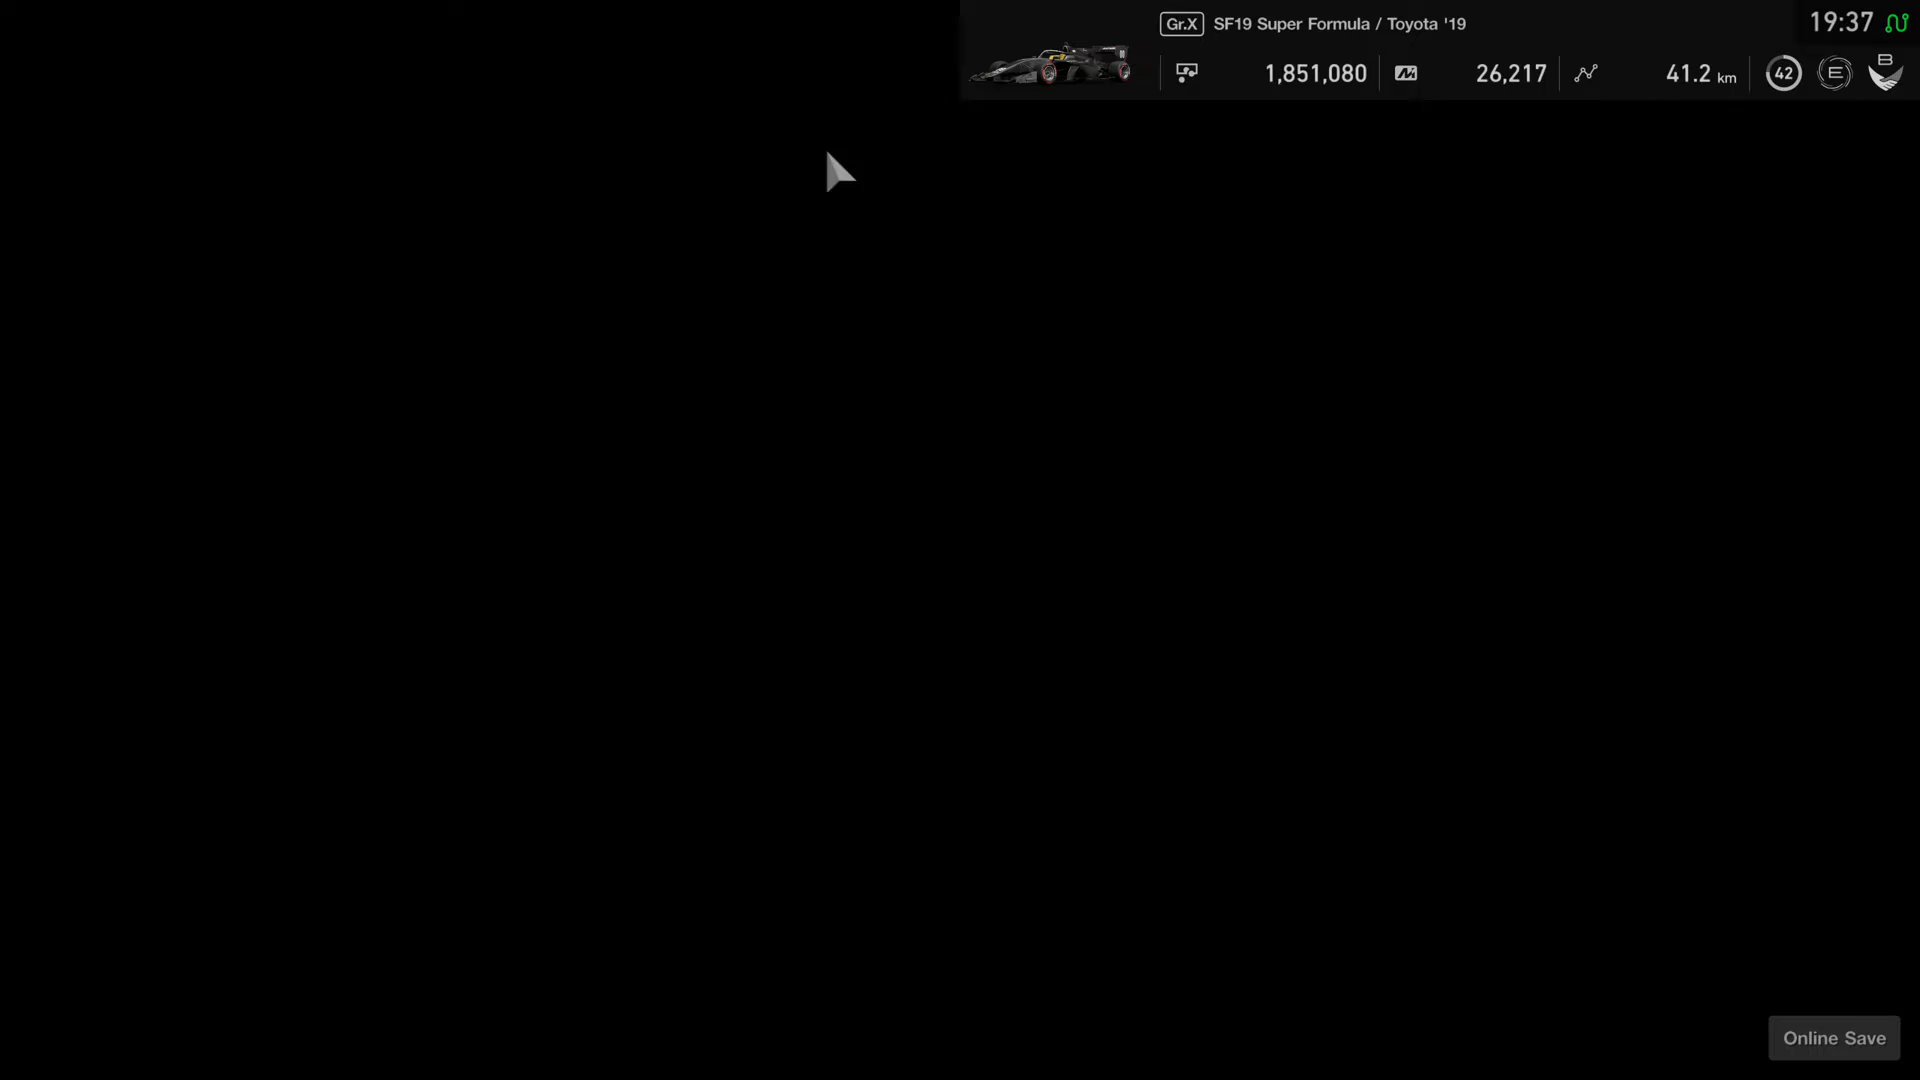 Gr.X SF19 Super Formula / Toyota '19
19:37
1,851,080
26,217
41.2 km
42
E
B
Online Save